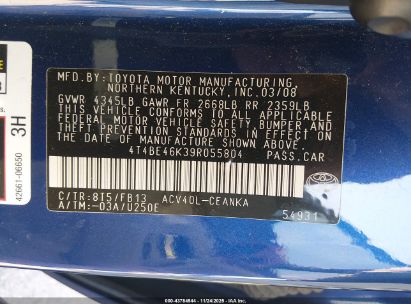 MFD.BY:TOYOTA MOTOR MANUFACTURING,
NORTHERN KENTUCKY,INC.03/08
GVWR 4345LB GAWR FR 2668LB RR 2359LB
THIS VEHICLE CONFORMS TO ALL APPLICABLE
FEDERAL MOTOR VEHICLE SAFETY AND THEFT
PREVENTION STANDARDS IN EFFECT ON THE
DATE OF MANUFACTURE SHOWN ABOVE.
4T4BE46K39R055804 PASS.CAR
C/TR:8T5/FB13 ACV40L-CEANKA
A/TM:-03A/U250E
54931
3H
42661-06650